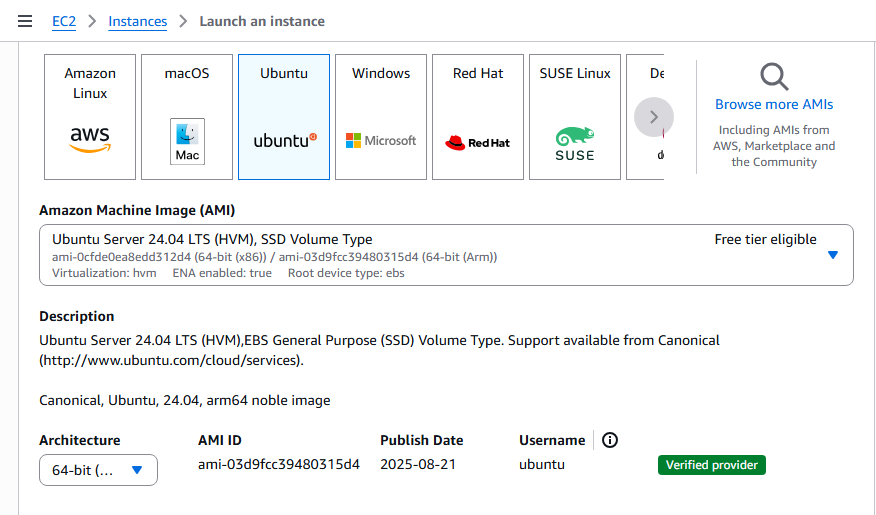 EC2 > Instances > Launch an instance
Amazon Linux
aws
macOS
Mac
Ubuntu
ubuntu
Windows
Microsoft
Red Hat
Red Hat
SUSE Linux
SUSE
De
Browse more AMIs
Including AMIs from
AWS, Marketplace and
the Community
Amazon Machine Image (AMI)
Ubuntu Server 24.04 LTS (HVM), SSD Volume Type
Free tier eligible
ami-0cfde0ea8edd312d4 (64-bit (x86)) / ami-03d9fcc39480315d4 (64-bit (Arm))
Virtualization: hvm ENA enabled: true Root device type: ebs
Description
Ubuntu Server 24.04 LTS (HVM),EBS General Purpose (SSD) Volume Type. Support available from Canonical
(http://www.ubuntu.com/cloud/services).
Canonical, Ubuntu, 24.04, arm64 noble image
Architecture AMI ID Publish Date Username
64-bit (... ami-03d9fcc39480315d4 2025-08-21 ubuntu Verified provider